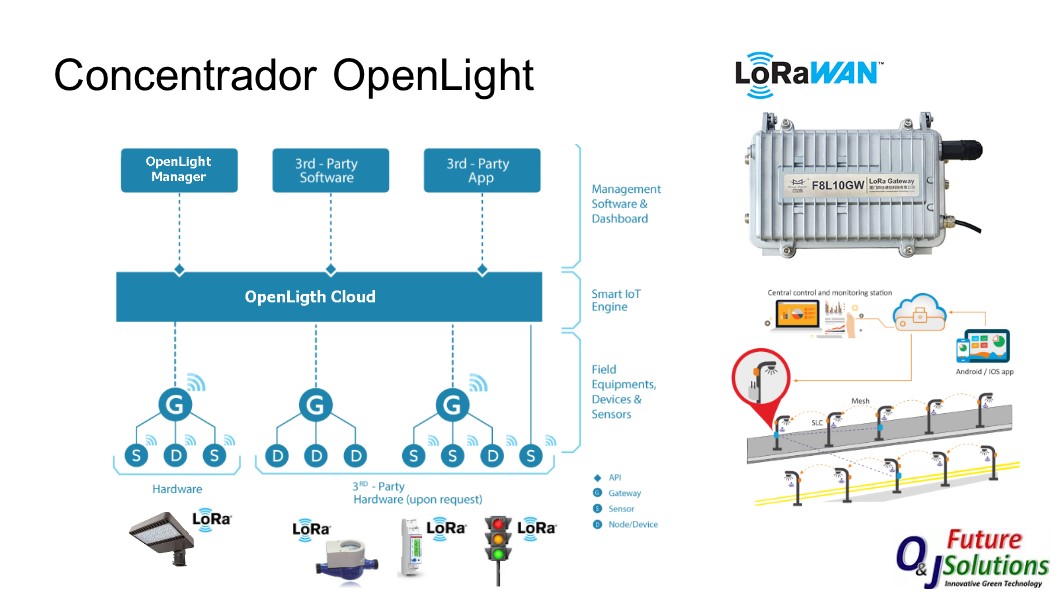 Concentrador OpenLight
LoRaWAN™
OpenLight
Manager
3rd - Party
Software
3rd - Party
App
Management
Software &
Dashboard
F8L10GW
LoRa Gateway
OpenLigth Cloud
Smart IoT
Engine
Central control and monitoring station
Android / IOS app
Field
Equipments,
Devices &
Sensors
G
G
G
S
D
S
D
D
D
S
S
D
S
Mesh
SLC
Hardware
3RD - Party
Hardware (upon request)
API
G Gateway
S Sensor
D Node/Device
LoRa
LoRa
LoRa
LoRa
O&J Future
Solutions
Innovative Green Technology